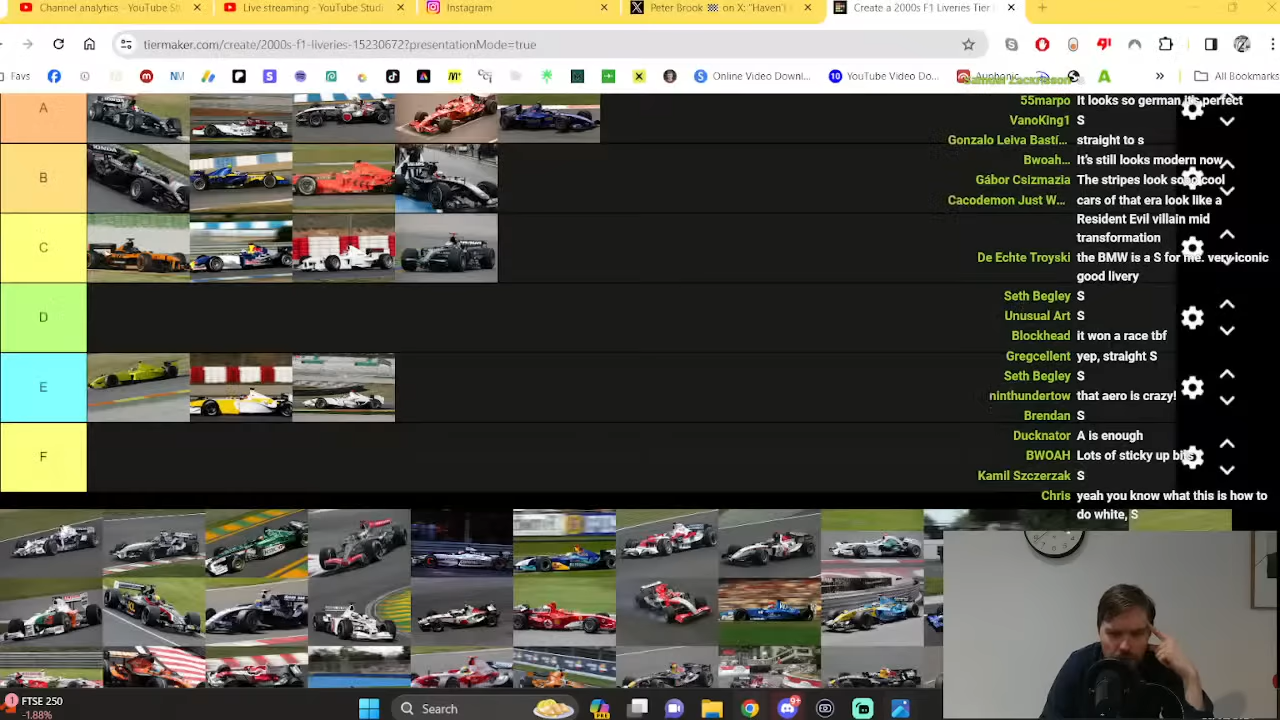 Channel analytics - YouTube St
Live streaming - YouTube Studi
Instagram
Peter Brook 🏁 on X: "Haven't
Create a 2000s F1 Liveries Tier
tiermaker.com/create/2000s-f1-liveries-15230672?presentationMode=true
Favs
Online Video Downl...
YouTube Video Do...
Auphonic
All Bookmarks
A
B
C
D
E
F
55marpo It looks so german it's perfect
VanoKing1 S
Gonzalo Leiva Bastí... straight to s
Bwoah... It's still looks modern now
Gábor Csizmazia The stripes look sooo cool
Cacodemon Just W... cars of that era look like a
Resident Evil villain mid
transformation
De Echte Troyski the BMW is a S for me. very iconic
good livery
Seth Begley S
Unusual Art S
Blockhead it won a race tbf
Gregcellent yep, straight S
Seth Begley S
ninthundertow that aero is crazy!
Brendan S
Ducknator A is enough
BWOAH Lots of sticky up bits
Kamil Szczerzak S
Chris yeah you know what this is how to
do white, S
FTSE 250
-1.88%
Search